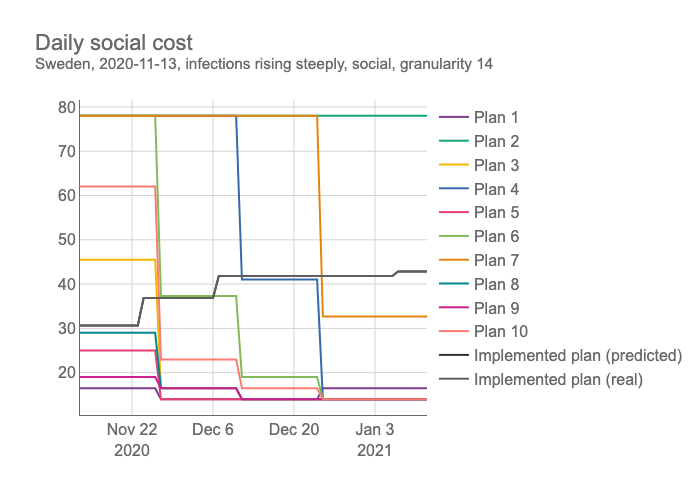 Daily social cost
Sweden, 2020-11-13, infections rising steeply, social, granularity 14
80
70
60
50
40
30
20
Nov 22
2020
Dec 6
Dec 20
Jan 3
2021
Plan 1
Plan 2
Plan 3
Plan 4
Plan 5
Plan 6
Plan 7
Plan 8
Plan 9
Plan 10
Implemented plan (predicted)
Implemented plan (real)